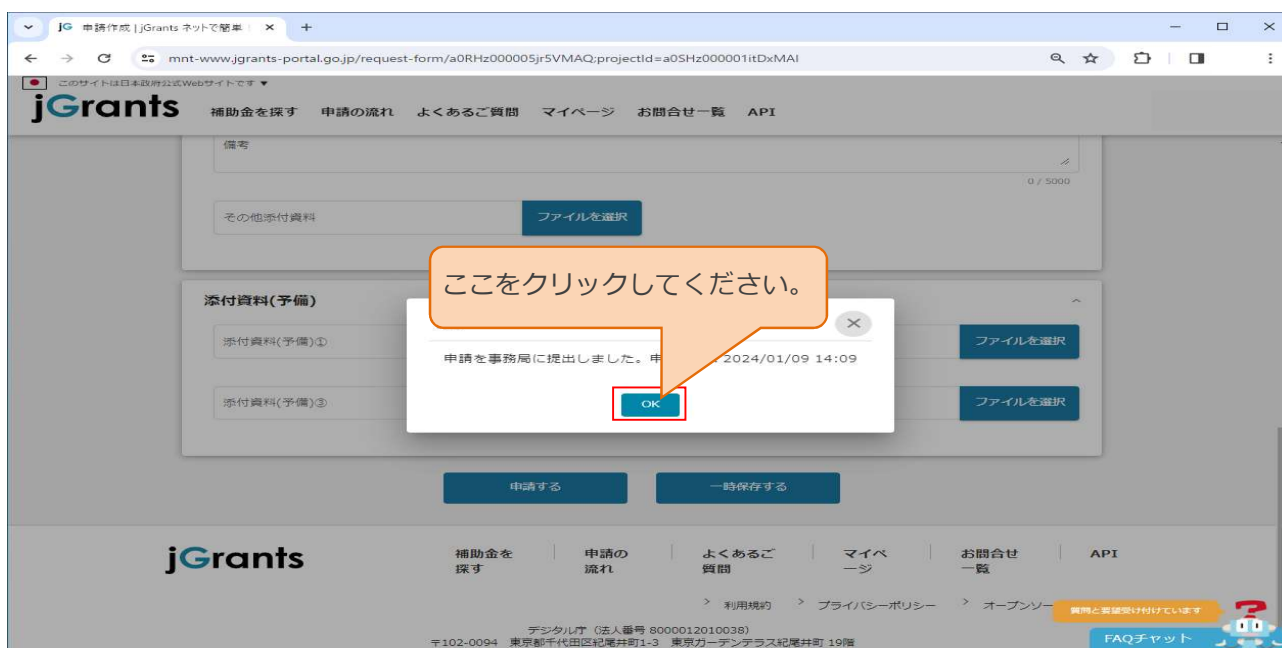 jG 申請作成 | jGrants ネットで簡単
mnt-www.jgrants-portal.go.jp/request-form/a0RHz000005jr5VMAQ;projectId=a0SHz000001itDxMAI
このサイトは日本政府公式Webサイトです ▼
jGrants 補助金を探す 申請の流れ よくあるご質問 マイページ お問合せ一覧 API
備考
0 / 5000
その他添付資料 ファイルを選択
ここをクリックしてください。
添付資料(予備)
添付資料(予備)① ファイルを選択
申請を事務局に提出しました。申 2024/01/09 14:09
添付資料(予備)③ ファイルを選択
OK
申請する 一時保存する
jGrants
補助金を探す
申請の流れ
よくあるご質問
マイページ
お問合せ一覧
API
> 利用規約 > プライバシーポリシー > オープンソー
質問と要望受け付けています
FAQチャット
デジタル庁 (法人番号 8000012010038)
〒102-0094 東京都千代田区紀尾井町1-3 東京ガーデンテラス紀尾井町 19階